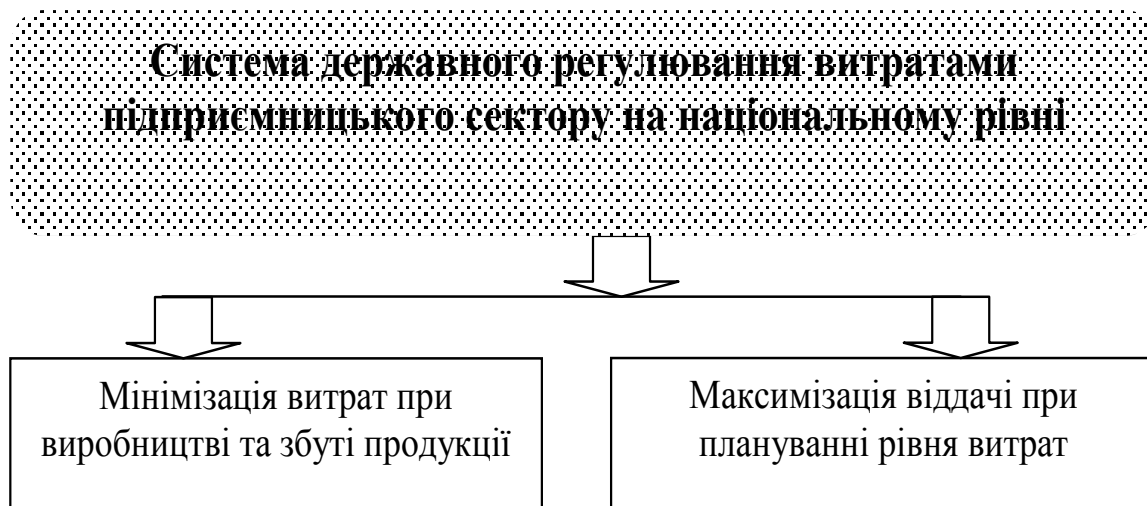 Система державного регулювання витратами
підприємницького сектору на національному рівні
Мінімізація витрат при
виробництві та збуті продукції
Максимізація віддачі при
плануванні рівня витрат